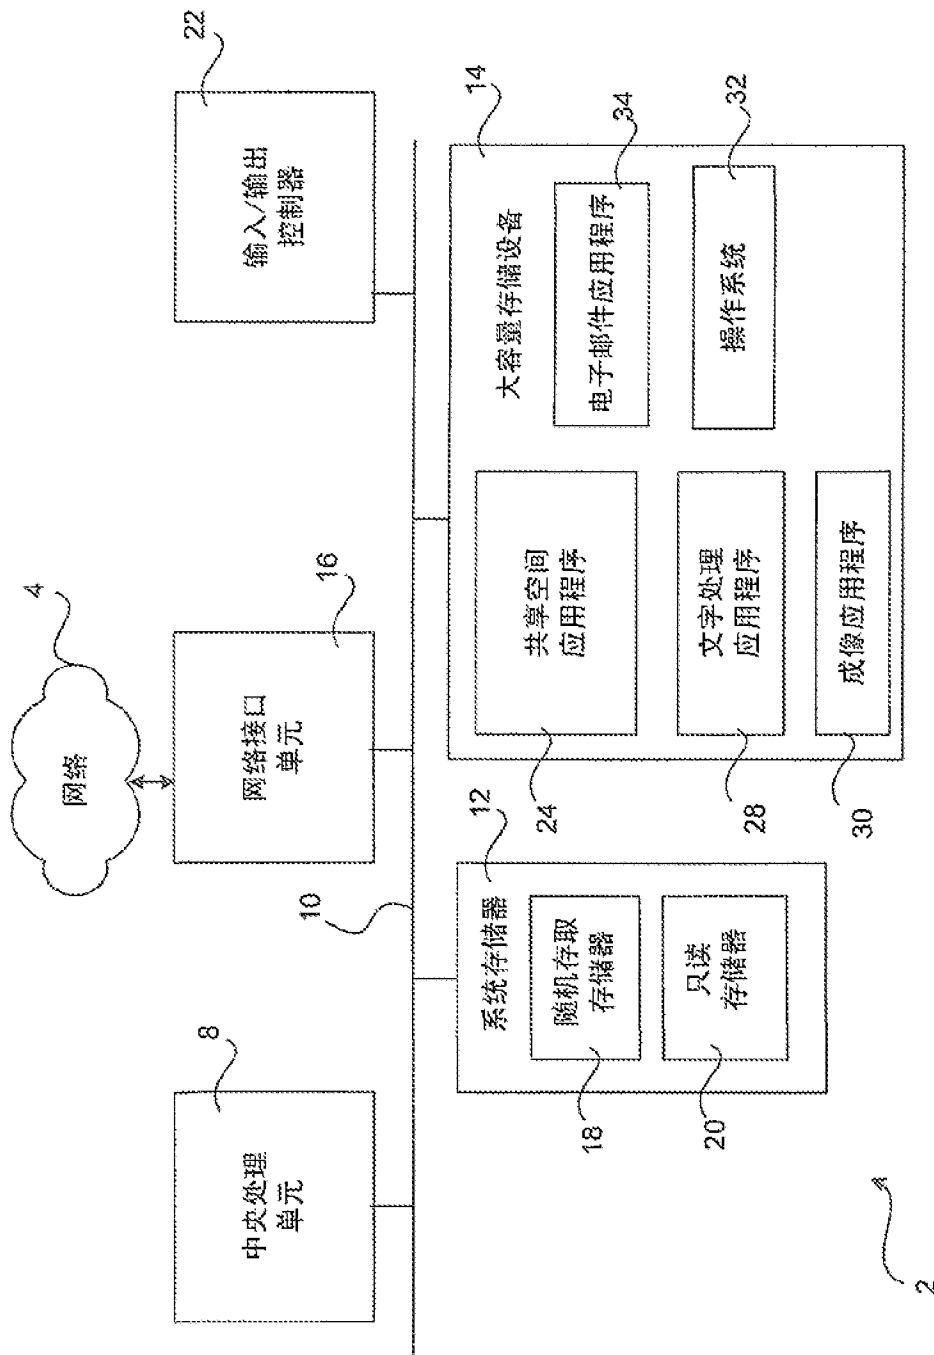 网络
4
中央处理
单元
8
网络接口
单元
16
输入/输出
控制器
22
10
系统存储器
12
随机存取
存储器
18
只读
存储器
20
大容量存储设备
14
共享空间
应用程序
24
电子邮件应用程序
34
文字处理
应用程序
28
操作系统
32
成像应用程序
30
2